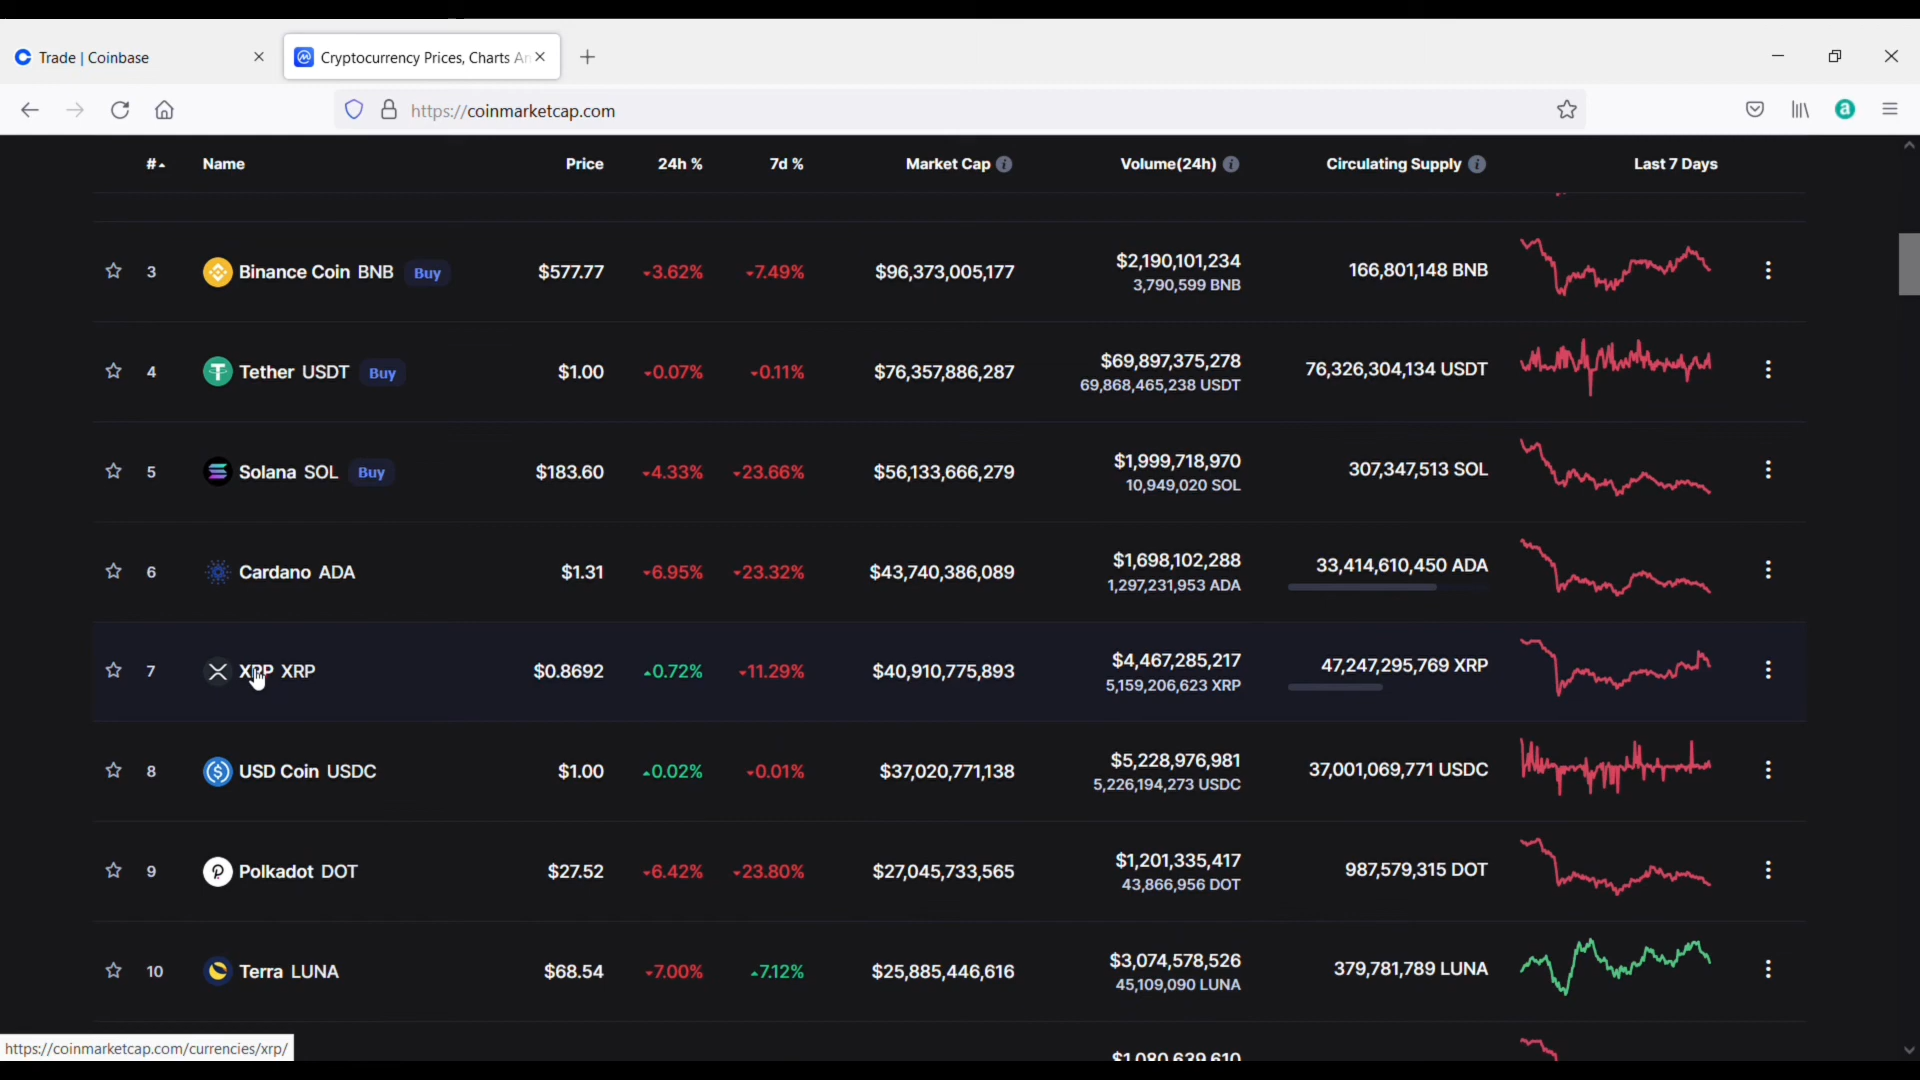 Trade | Coinbase
Cryptocurrency Prices, Charts An
https://coinmarketcap.com
# Name Price 24h % 7d % Market Cap Volume(24h) Circulating Supply Last 7 Days
3 Binance Coin BNB Buy $577.77 3.62% 7.49% $96,373,005,177 $2,190,101,234 166,801,148 BNB
3,790,599 BNB
4 Tether USDT Buy $1.00 0.07% 0.11% $76,357,886,287 $69,897,375,278 76,326,304,134 USDT
69,868,465,238 USDT
5 Solana SOL Buy $183.60 4.33% 23.66% $56,133,666,279 $1,999,718,970 307,347,513 SOL
10,949,020 SOL
6 Cardano ADA $1.31 6.95% 23.32% $43,740,386,089 $1,698,102,288 33,414,610,450 ADA
1,297,231,953 ADA
7 XRP XRP $0.8692 0.72% 11.29% $40,910,775,893 $4,467,285,217 47,247,295,769 XRP
5,159,206,623 XRP
8 USD Coin USDC $1.00 0.02% 0.01% $37,020,771,138 $5,228,976,981 37,001,069,771 USDC
5,226,194,273 USDC
9 Polkadot DOT $27.52 6.42% 23.80% $27,045,733,565 $1,201,335,417 987,579,315 DOT
43,866,956 DOT
10 Terra LUNA $68.54 7.00% 7.12% $25,885,446,616 $3,074,578,526 379,781,789 LUNA
45,109,090 LUNA
$1,080,639,610
https://coinmarketcap.com/currencies/xrp/